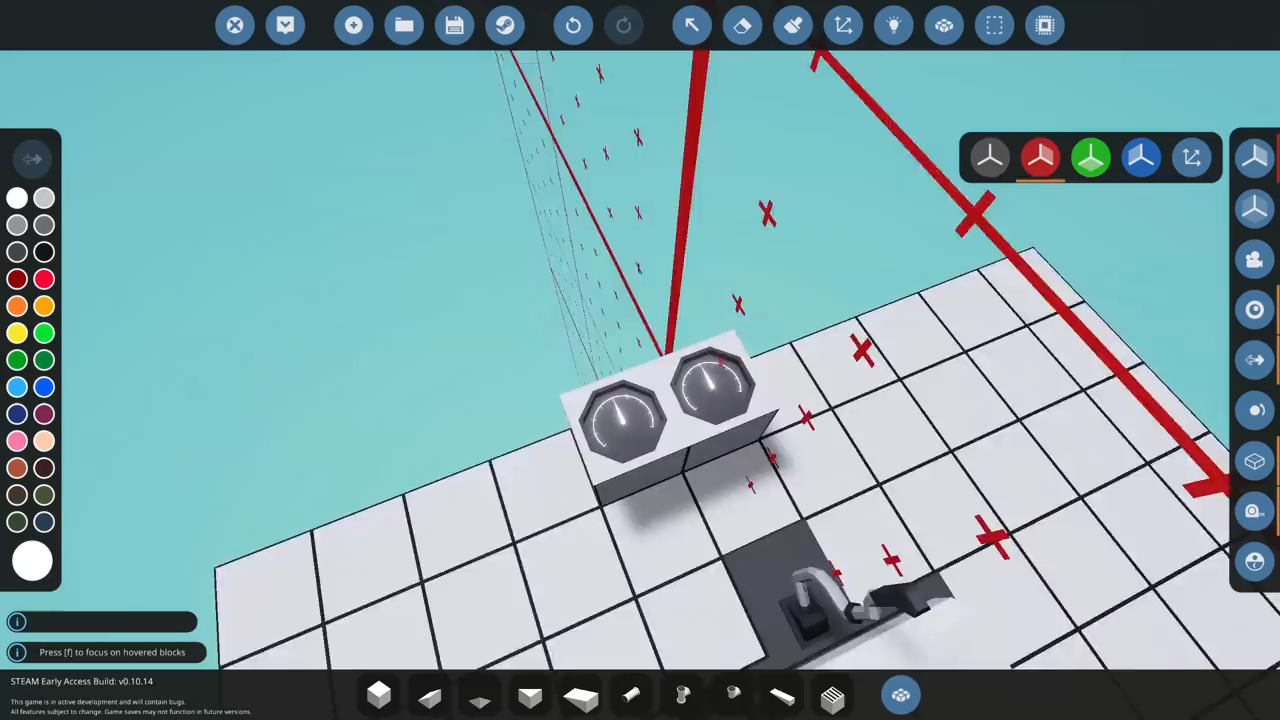 Press [f] to focus on hovered blocks
STEAM Early Access Build: v0.10.14
This game is in active development and will contain bugs.
All features subject to change. Game saves may not function in future versions.